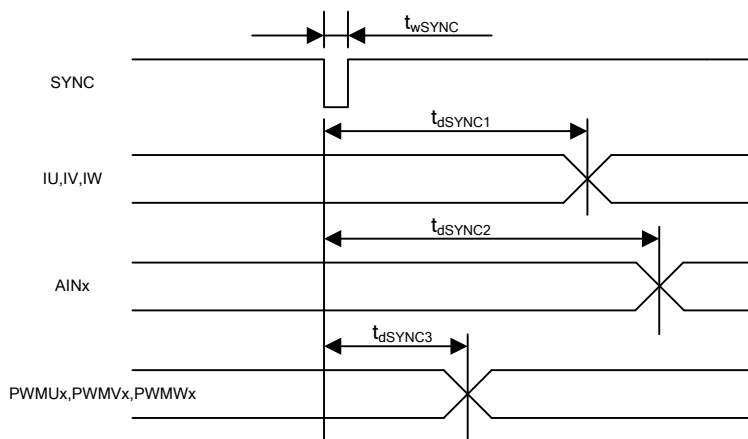 twSYNC
SYNC
tdSYNC1
IU,IV,IW
tdSYNC2
AINx
tdSYNC3
PWMUx,PWMVx,PWMWx